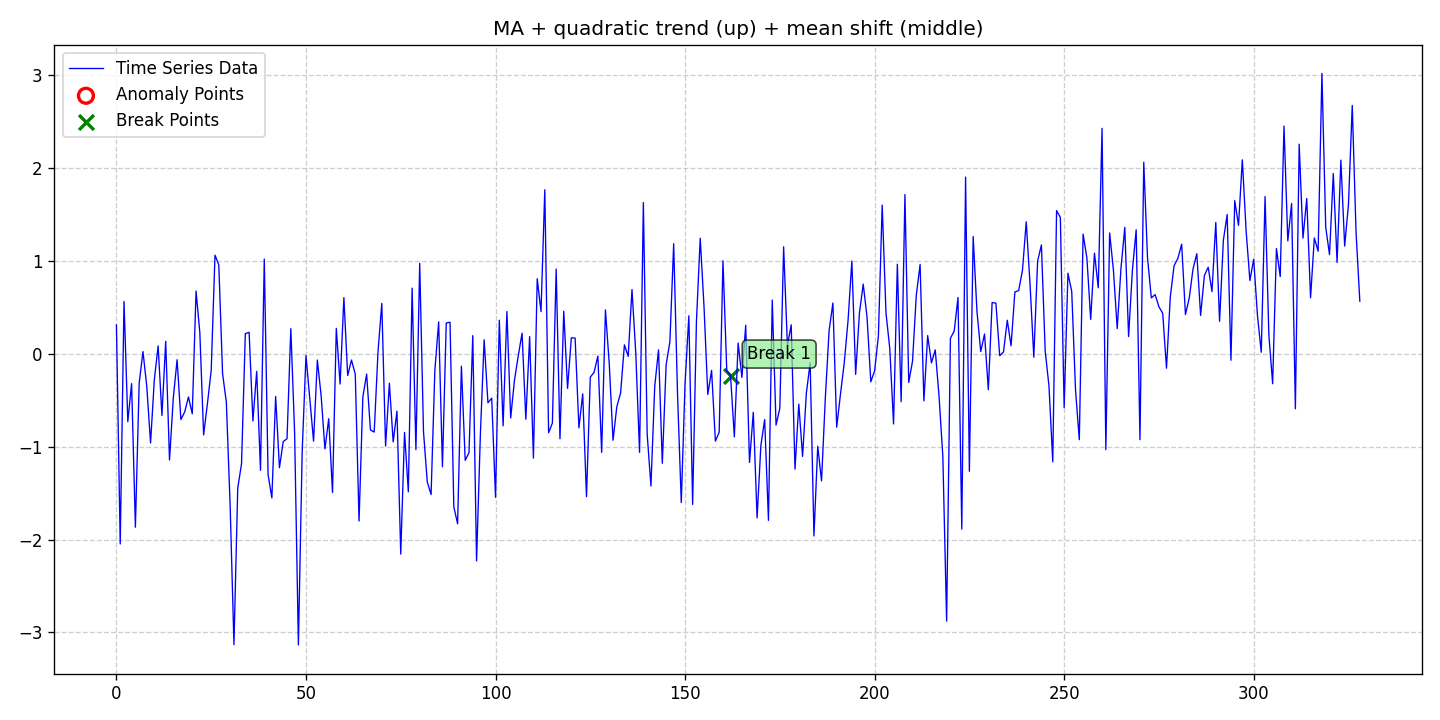 MA + quadratic trend (up) + mean shift (middle)
Time Series Data
Anomaly Points
Break Points
Break 1
3
2
1
0
−1
−2
−3
0
50
100
150
200
250
300